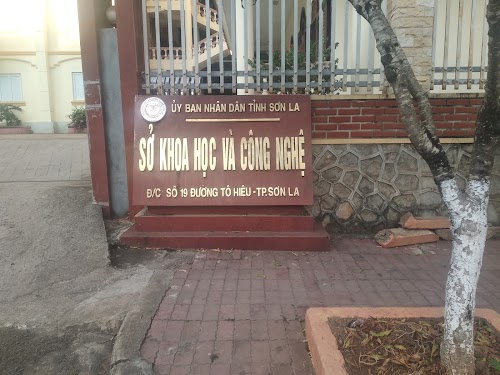 ỦY BAN NHÂN DÂN TỈNH SƠN LA
SỞ KHOA HỌC VÀ CÔNG NGHỆ
Đ/C SỐ 19 ĐƯỜNG TÔ HIỆU -TP.SƠN LA